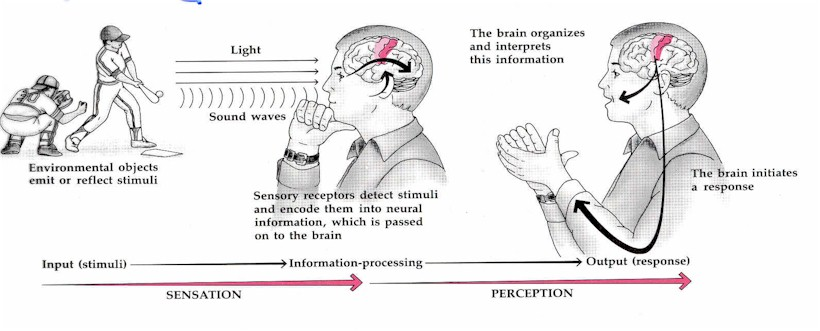 Light
Sound waves
Environmental objects
emit or reflect stimuli
Sensory receptors detect stimuli
and encode them into neural
information, which is passed
on to the brain
The brain organizes
and interprets
this information
The brain initiates
a response
Input (stimuli)
Information-processing
Output (response)
SENSATION
PERCEPTION